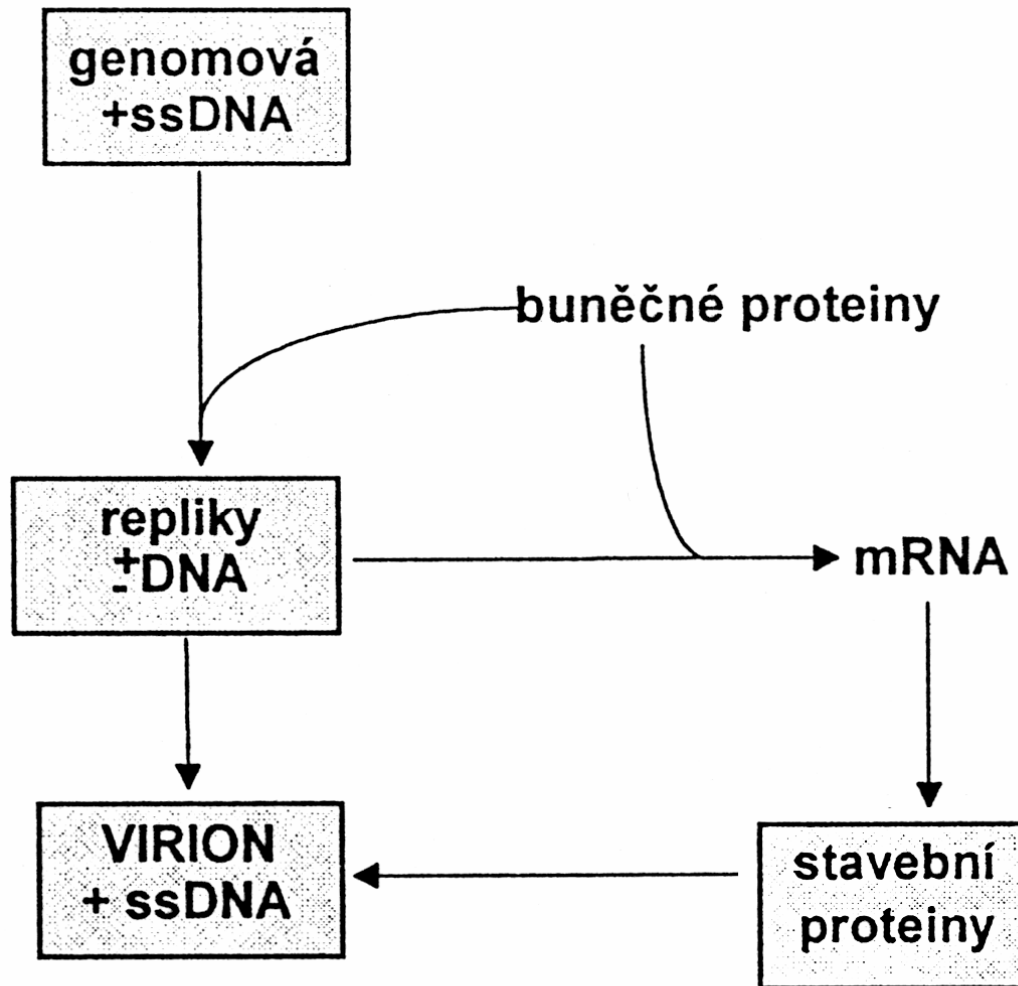 genomová
+ssDNA
buněčné proteiny
repliky
±DNA
mRNA
VIRION
+ ssDNA
stavební
proteiny